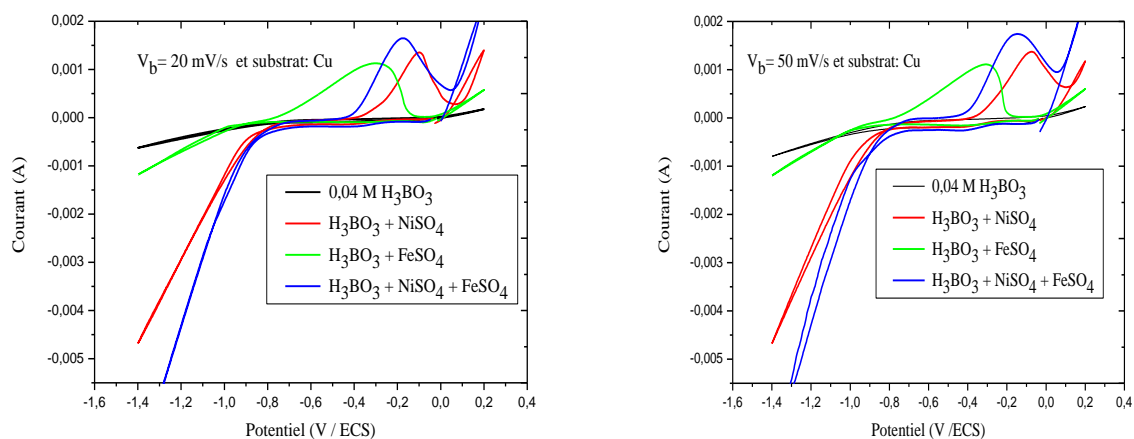 0,002
0,001
0,000
-0,001
-0,002
-0,003
-0,004
-0,005
Courant (A)
V_b= 20 mV/s et substrat: Cu
0,04 M H₃BO₃
H₃BO₃ + NiSO₄
H₃BO₃ + FeSO₄
H₃BO₃ + NiSO₄ + FeSO₄
-1,6 -1,4 -1,2 -1,0 -0,8 -0,6 -0,4 -0,2 0,0 0,2 0,4
Potentiel (V / ECS)
0,002
0,001
0,000
-0,001
-0,002
-0,003
-0,004
-0,005
Courant (A)
V_b= 50 mV/s et substrat: Cu
0,04 M H₃BO₃
H₃BO₃ + NiSO₄
H₃BO₃ + FeSO₄
H₃BO₃ + NiSO₄ + FeSO₄
-1,6 -1,4 -1,2 -1,0 -0,8 -0,6 -0,4 -0,2 0,0 0,2 0,4
Potentiel (V /ECS)